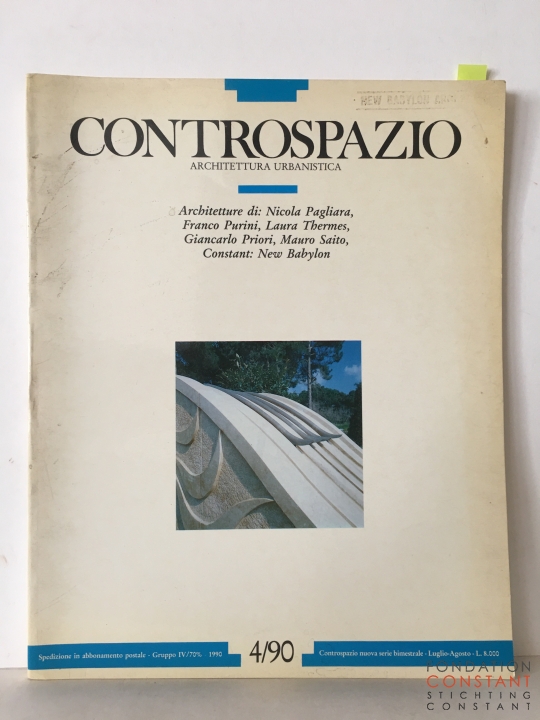 NEW BABYLON
CONTROSPAZIO
ARCHITETTURA URBANISTICA
Architetture di: Nicola Pagliara,
Franco Purini, Laura Thermes,
Giancarlo Priori, Mauro Saito,
Constant: New Babylon
Spedizione in abbonamento postale - Gruppo IV/70% 1990
4/90
Controspazio nuova serie bimestrale - Luglio-Agosto - L. 8.000
FONDATION
CONSTANT
STICHTING
CONSTANT